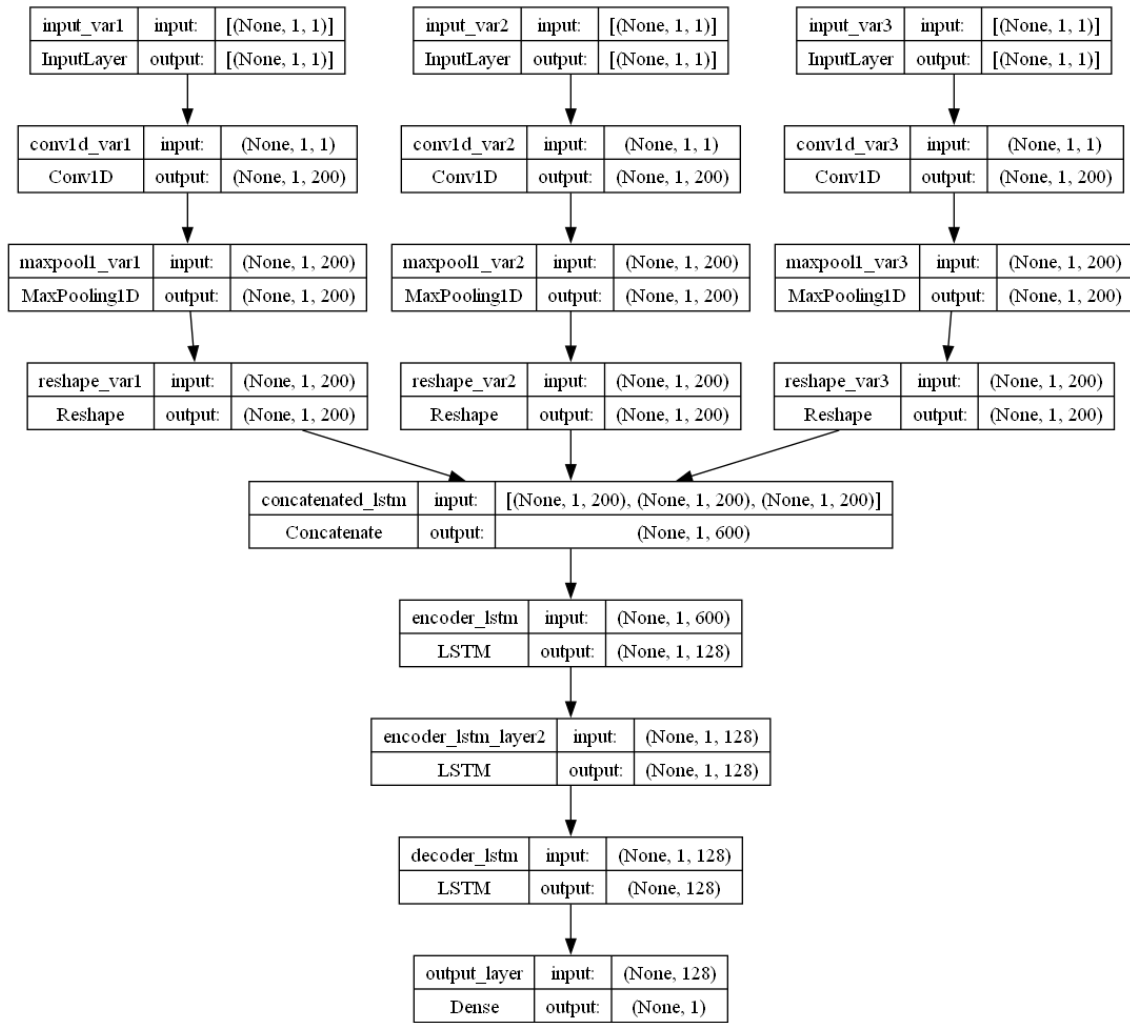 input_var1 input: [(None, 1, 1)] input_var2 input: [(None, 1, 1)] input_var3 input: [(None, 1, 1)]
InputLayer output: [(None, 1, 1)] InputLayer output: [(None, 1, 1)] InputLayer output: [(None, 1, 1)]
conv1d_var1 input: (None, 1, 1) conv1d_var2 input: (None, 1, 1) conv1d_var3 input: (None, 1, 1)
Conv1D output: (None, 1, 200) Conv1D output: (None, 1, 200) Conv1D output: (None, 1, 200)
maxpool1_var1 input: (None, 1, 200) maxpool1_var2 input: (None, 1, 200) maxpool1_var3 input: (None, 1, 200)
MaxPooling1D output: (None, 1, 200) MaxPooling1D output: (None, 1, 200) MaxPooling1D output: (None, 1, 200)
reshape_var1 input: (None, 1, 200) reshape_var2 input: (None, 1, 200) reshape_var3 input: (None, 1, 200)
Reshape output: (None, 1, 200) Reshape output: (None, 1, 200) Reshape output: (None, 1, 200)
concatenated_lstm input: [(None, 1, 200), (None, 1, 200), (None, 1, 200)]
Concatenate output: (None, 1, 600)
encoder_lstm input: (None, 1, 600)
LSTM output: (None, 1, 128)
encoder_lstm_layer2 input: (None, 1, 128)
LSTM output: (None, 1, 128)
decoder_lstm input: (None, 1, 128)
LSTM output: (None, 128)
output_layer input: (None, 128)
Dense output: (None, 1)